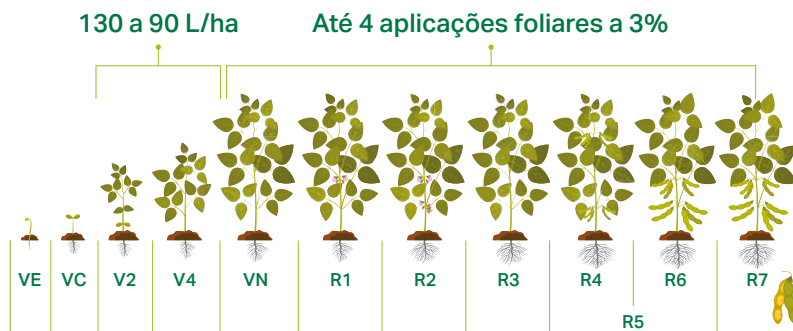 130 a 90 L/ha
Até 4 aplicações foliares a 3%
VE VC V2 V4 VN R1 R2 R3 R4 R6 R7
R5